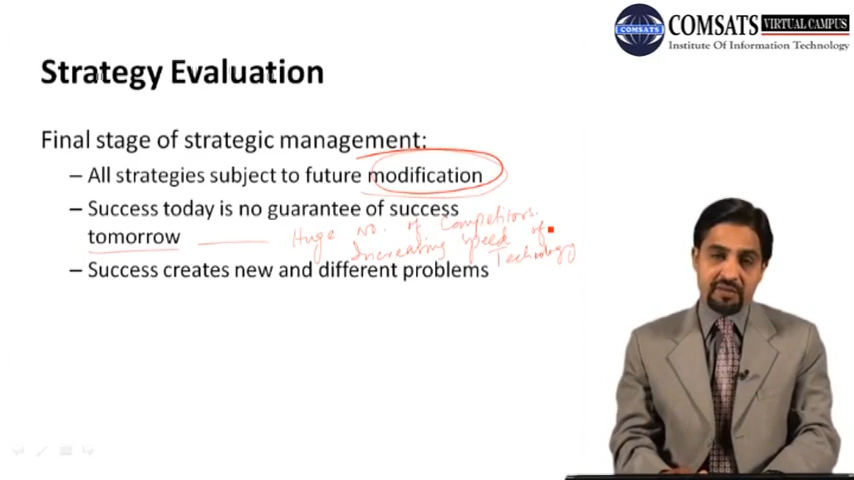 COMSATS VIRTUAL CAMPUS
COMSATS
Institute Of Information Technology
Strategy Evaluation
Final stage of strategic management:
– All strategies subject to future modification
– Success today is no guarantee of success
tomorrow
Huge No. of Competitors.
Increasing speed of
Technology
– Success creates new and different problems